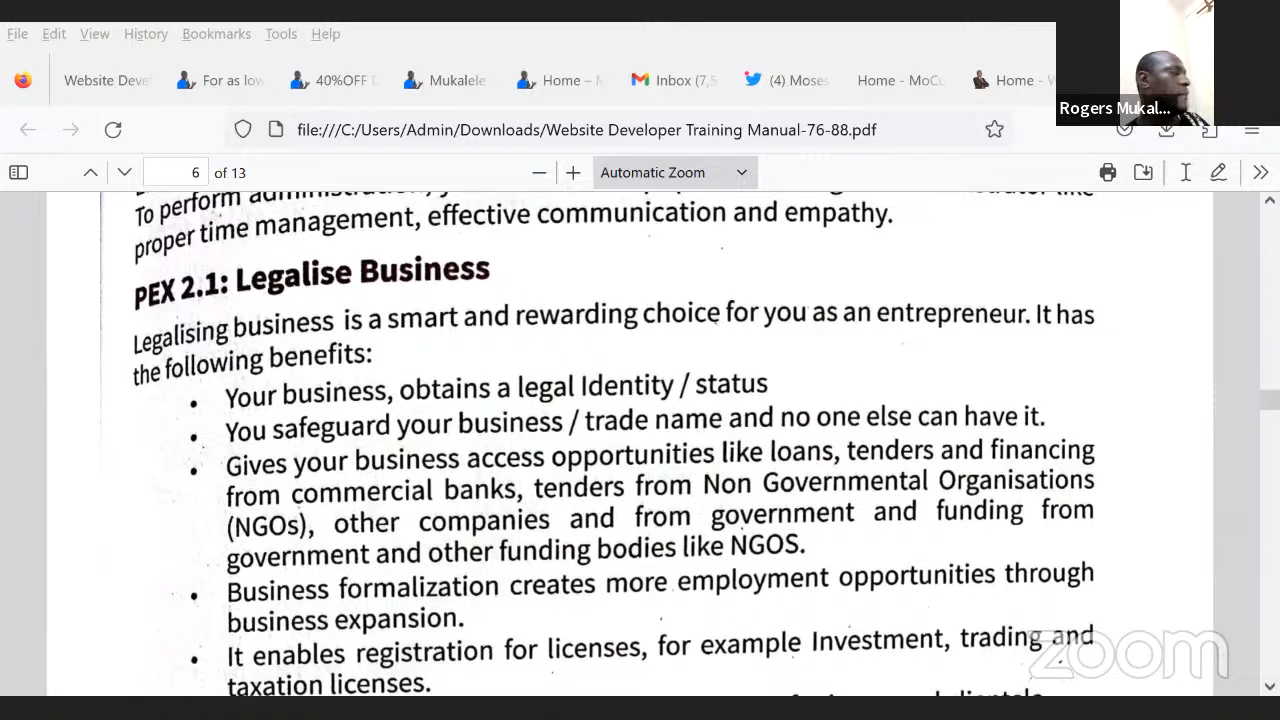 File Edit View History Bookmarks Tools Help
Website Deve For as low 40%OFF Mukalele Home – Inbox (7,5 (4) Moses Home - MoCu Home -
Rogers Mukal...
file:///C:/Users/Admin/Downloads/Website Developer Training Manual-76-88.pdf
6 of 13 Automatic Zoom
To perform
proper time management, effective communication and empathy.
PEX 2.1: Legalise Business
Legalising business is a smart and rewarding choice for you as an entrepreneur. It has
the following benefits:
• Your business, obtains a legal Identity / status
• You safeguard your business / trade name and no one else can have it.
• Gives your business access opportunities like loans, tenders and financing
from commercial banks, tenders from Non Governmental Organisations
(NGOs), other companies and from government and funding from
government and other funding bodies like NGOS.
• Business formalization creates more employment opportunities through
business expansion.
• It enables registration for licenses, for example Investment, trading and
taxation licenses.
zoom